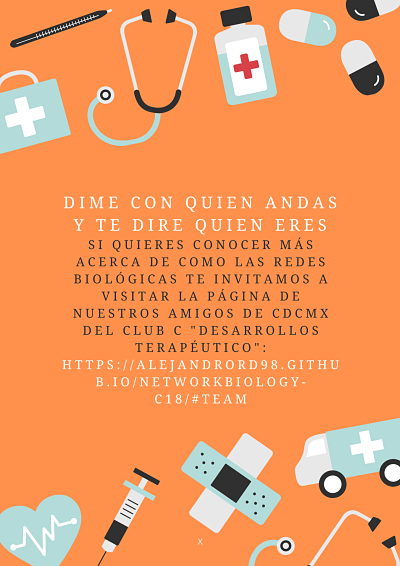 DIME CON QUIEN ANDAS
Y TE DIRE QUIEN ERES
SI QUIERES CONOCER MÁS
ACERCA DE COMO LAS REDES
BIOLÓGICAS TE INVITAMOS A
VISITAR LA PÁGINA DE
NUESTROS AMIGOS DE CDCMX
DEL CLUB C "DESARROLLOS
TERAPÉUTICO":
HTTPS://ALEJANDRORD98.GITHU
B.IO/NETWORKBIOLOGY-
C18/#TEAM
X